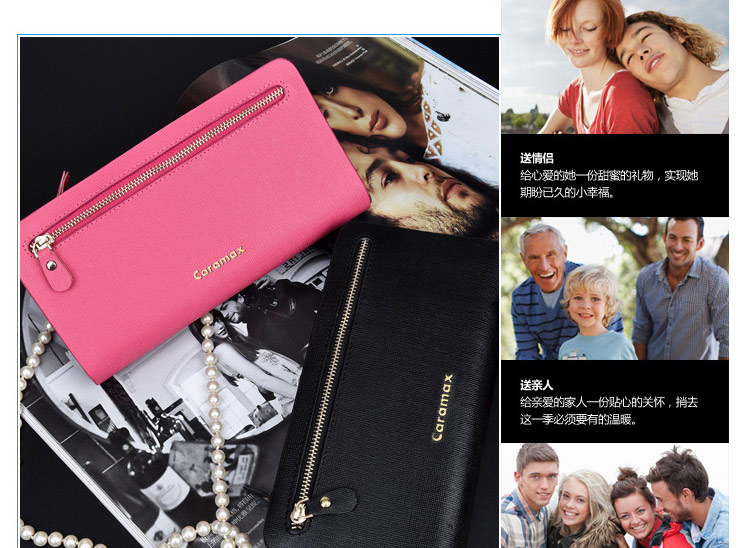 Caramax
Caramax
送情侣
给心爱的她一份甜蜜的礼物，实现她
期盼已久的小幸福。
送亲人
给亲爱的家人一份贴心的关怀，捎去
这一季必须要有的温暖。